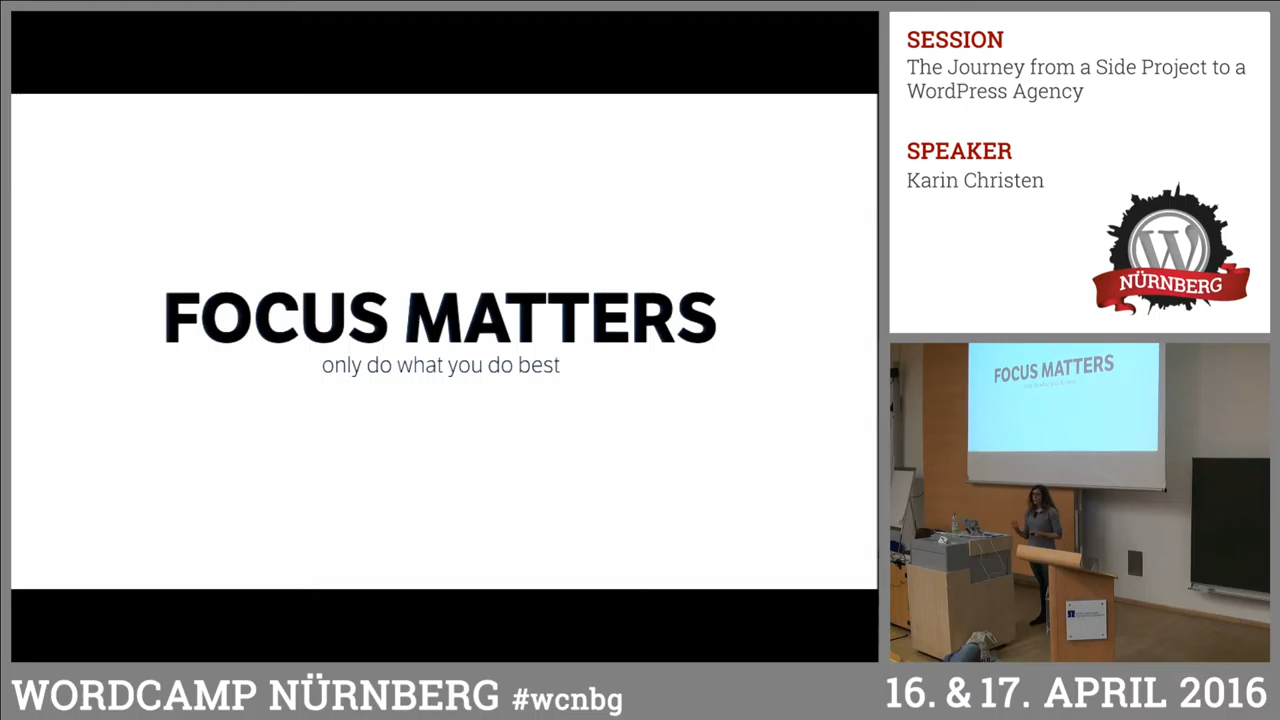 FOCUS MATTERS
only do what you do best
SESSION
The Journey from a Side Project to a
WordPress Agency
SPEAKER
Karin Christen
W
NÜRNBERG
FOCUS MATTERS
WORDCAMP NÜRNBERG #wcnbg
16. & 17. APRIL 2016